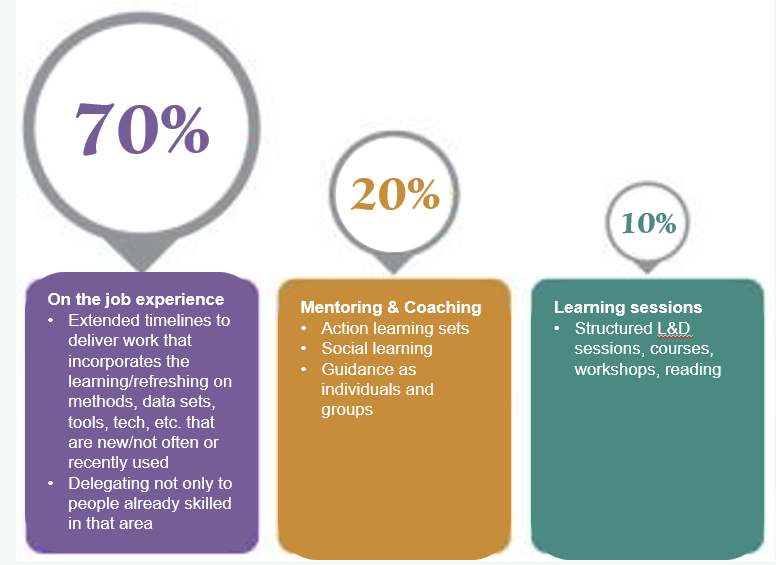 70%
20%
10%
On the job experience
• Extended timelines to
deliver work that
incorporates the
learning/refreshing on
methods, data sets,
tools, tech, etc. that
are new/not often or
recently used
• Delegating not only to
people already skilled
in that area
Mentoring & Coaching
• Action learning sets
• Social learning
• Guidance as
individuals and
groups
Learning sessions
• Structured L&D
sessions, courses,
workshops, reading